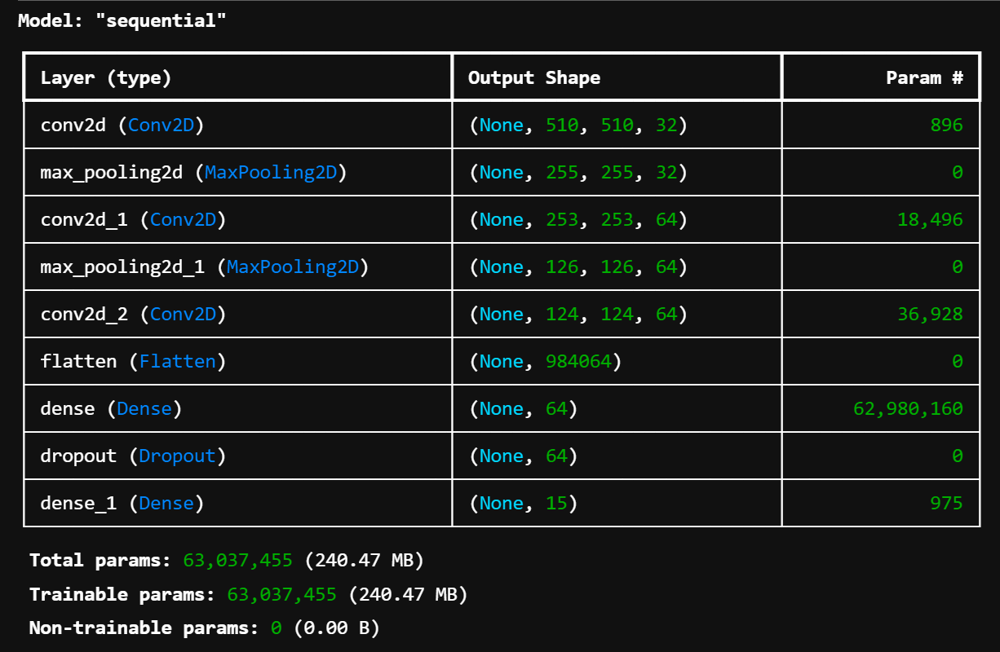 Model: "sequential"
Layer (type) Output Shape Param #
conv2d (Conv2D) (None, 510, 510, 32) 896
max_pooling2d (MaxPooling2D) (None, 255, 255, 32) 0
conv2d_1 (Conv2D) (None, 253, 253, 64) 18,496
max_pooling2d_1 (MaxPooling2D) (None, 126, 126, 64) 0
conv2d_2 (Conv2D) (None, 124, 124, 64) 36,928
flatten (Flatten) (None, 984064) 0
dense (Dense) (None, 64) 62,980,160
dropout (Dropout) (None, 64) 0
dense_1 (Dense) (None, 15) 975
Total params: 63,037,455 (240.47 MB)
Trainable params: 63,037,455 (240.47 MB)
Non-trainable params: 0 (0.00 B)